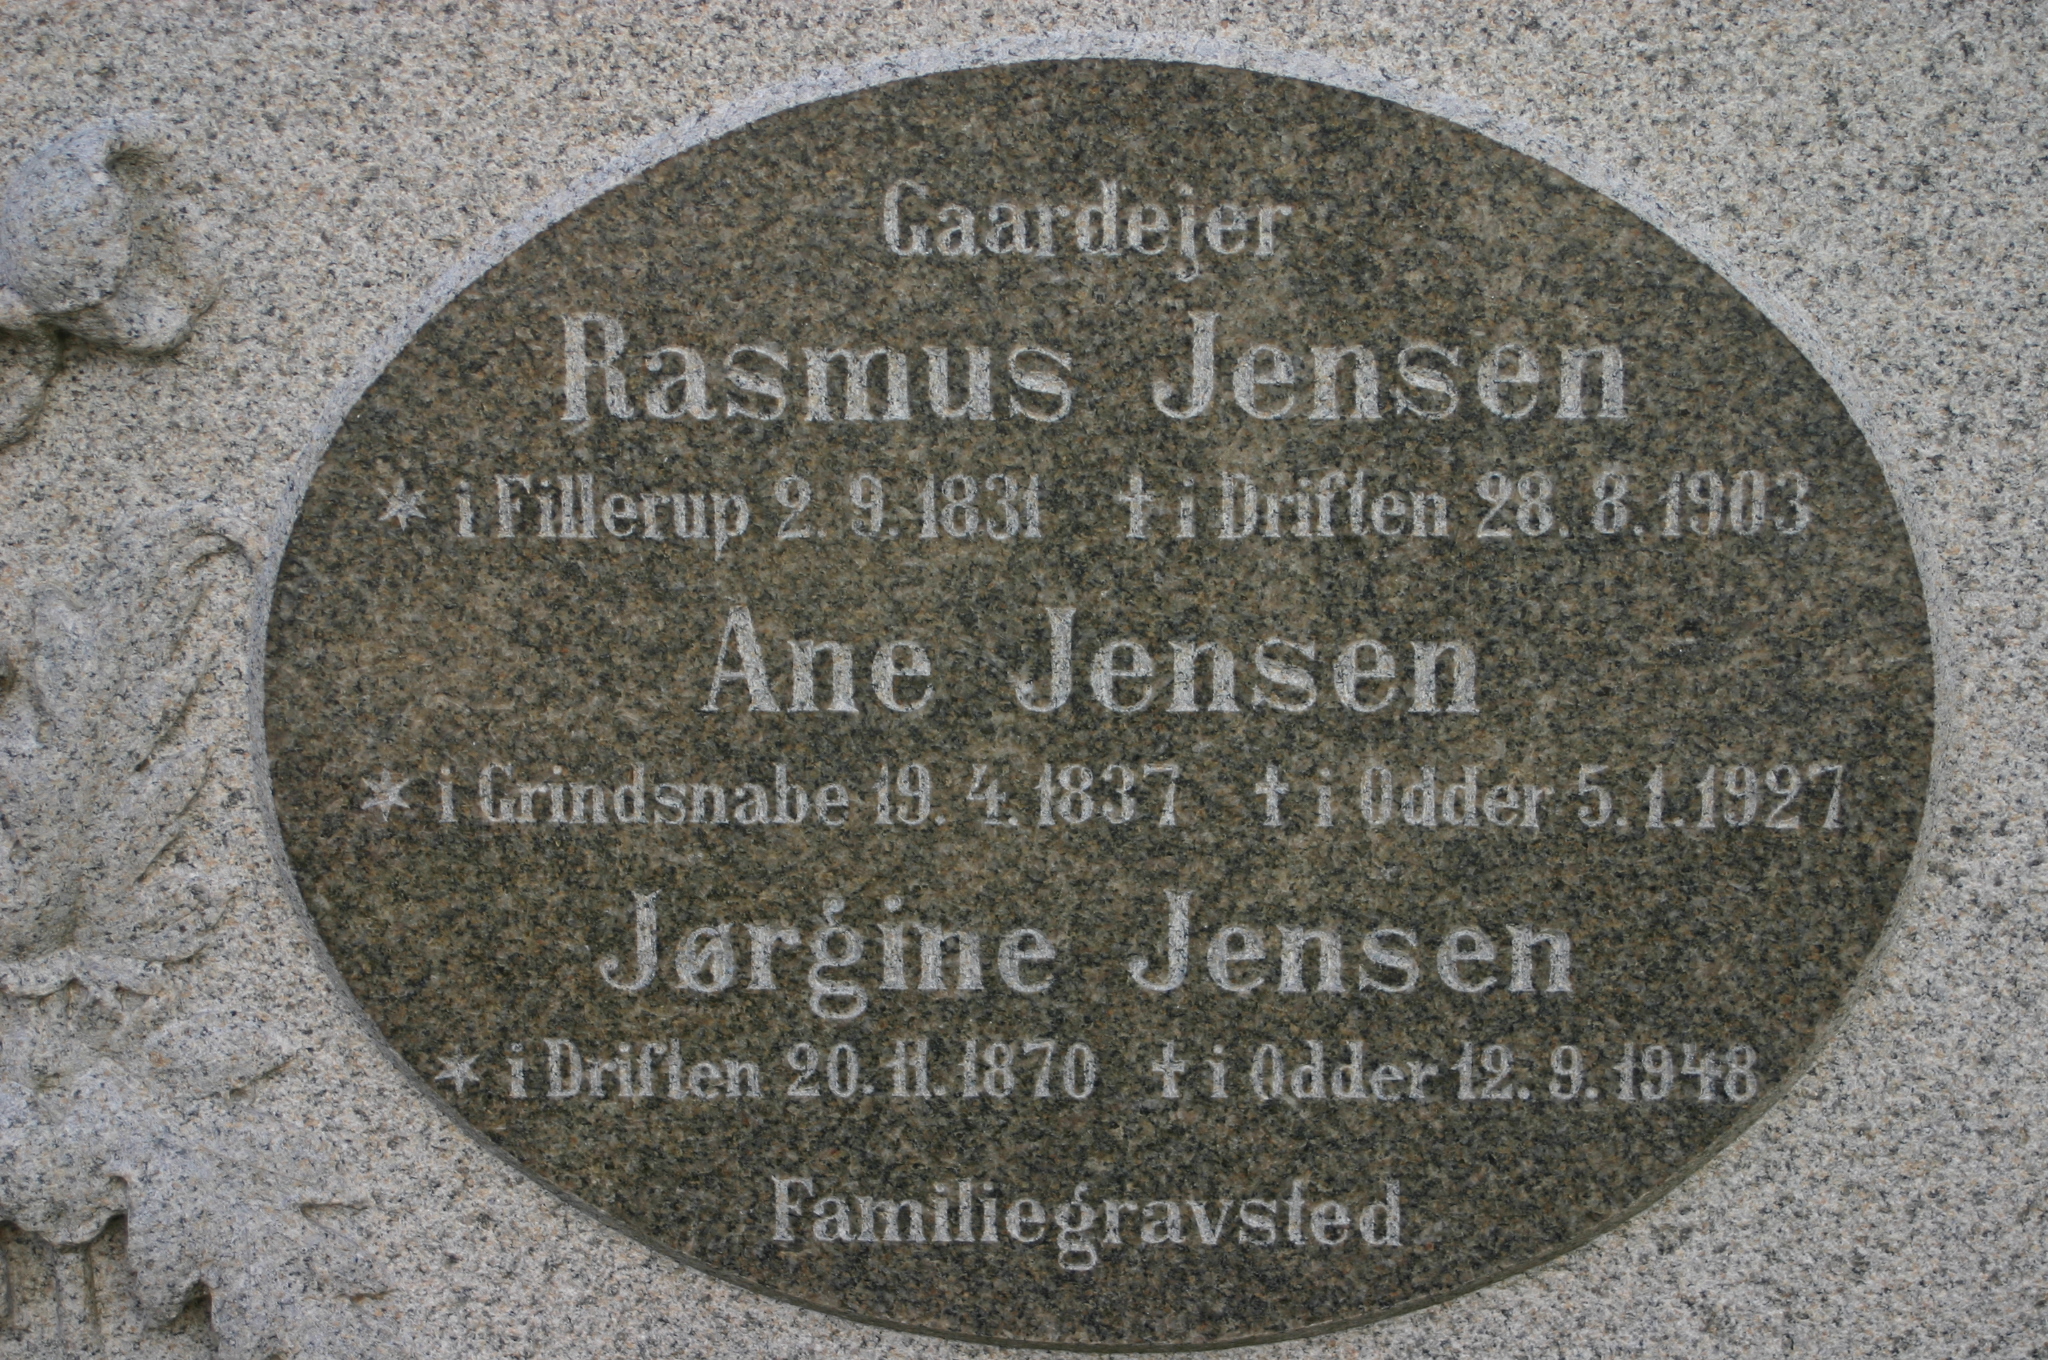 Gaardejer
Rasmus Jensen
* i Fillerup 2. 9. 1831 † i Driften 28. 8. 1903
Ane Jensen
* i Grindsnabe 19. 4. 1837 † i Odder 5. 1. 1927
Jørgine Jensen
* i Driften 20. 11. 1870 † i Odder 12. 9. 1948
Familiegravsted